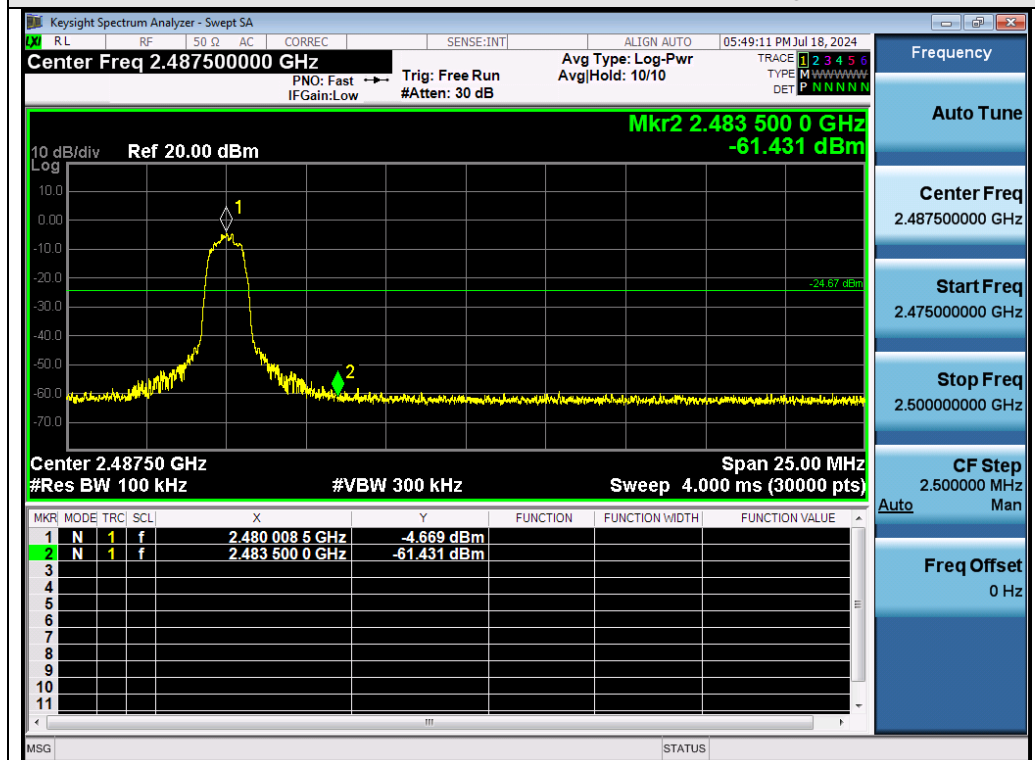 Keysight Spectrum Analyzer - Swept SA
LXI RL RF 50 Ω AC CORREC SENSE:INT ALIGN AUTO 05:49:11 PM Jul 18, 2024
Center Freq 2.487500000 GHz
PNO: Fast
IFGain:Low
Trig: Free Run
#Atten: 30 dB
Avg Type: Log-Pwr
Avg|Hold: 10/10
TRACE 1 2 3 4 5 6
TYPE M WWWWW
DET P N N N N N
Mkr2 2.483 500 0 GHz
-61.431 dBm
10 dB/div Ref 20.00 dBm
Log
10.0
0.00
-10.0
-20.0
-30.0
-40.0
-50.0
-60.0
-70.0
1
2
-24.67 dBm
Center 2.48750 GHz Span 25.00 MHz
#Res BW 100 kHz #VBW 300 kHz Sweep 4.000 ms (30000 pts)
MKR MODE TRC SCL X Y FUNCTION FUNCTION WIDTH FUNCTION VALUE
1 N 1 f 2.480 008 5 GHz -4.669 dBm
2 N 1 f 2.483 500 0 GHz -61.431 dBm
3
4
5
6
7
8
9
10
11
MSG STATUS
Frequency
Auto Tune
Center Freq
2.487500000 GHz
Start Freq
2.475000000 GHz
Stop Freq
2.500000000 GHz
CF Step
2.500000 MHz
Auto Man
Freq Offset
0 Hz